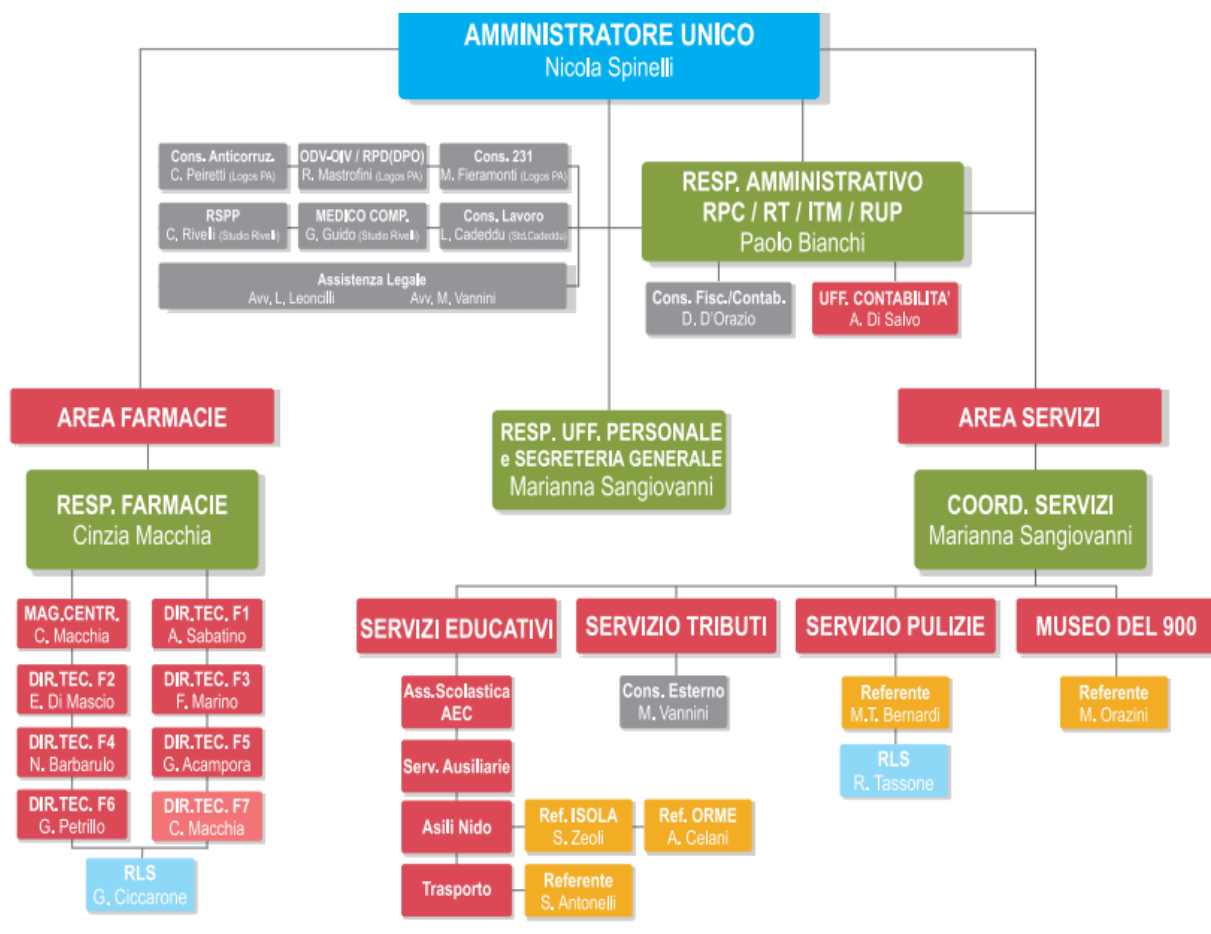 AMMINISTRATORE UNICO
Nicola Spinelli
Cons. Anticorruz.
C. Peiretti (Logos PA)
ODV-OIV / RPD(DPO)
R. Mastrofini (Logos PA)
Cons. 231
M. Fieramonti (Logos PA)
RSPP
C, Riveli (Studio Rivelli)
MEDICO COMP.
G, Guido (Studio Rivelli)
Cons. Lavoro
L, Cadeddu (Std.Cadeddu)
Assistenza Legale
Avv, L, Leoncilli
Avv, M, Vannini
RESP. AMMINISTRATIVO
RPC / RT / ITM / RUP
Paolo Bianchi
Cons. Fisc./Contab.
D. D'Orazio
UFF. CONTABILITA'
A. Di Salvo
AREA FARMACIE
RESP. FARMACIE
Cinzia Macchia
MAG.CENTR.
C. Macchia
DIR.TEC. F1
A. Sabatino
DIR.TEC. F2
E. Di Mascio
DIR.TEC. F3
F. Marino
DIR.TEC. F4
N. Barbarulo
DIR.TEC. F5
G. Acampora
DIR.TEC. F6
G. Petrillo
DIR.TEC. F7
C. Macchia
RLS
G. Ciccarone
RESP. UFF. PERSONALE
e SEGRETERIA GENERALE
Marianna Sangiovanni
AREA SERVIZI
COORD. SERVIZI
Marianna Sangiovanni
SERVIZI EDUCATIVI
Ass.Scolastica
AEC
Serv. Ausiliarie
Asili Nido
Ref. ISOLA
S. Zeoli
Ref. ORME
A. Celani
Trasporto
Referente
S. Antonelli
SERVIZIO TRIBUTI
Cons. Esterno
M. Vannini
SERVIZIO PULIZIE
Referente
M.T. Bernardi
RLS
R. Tassone
MUSEO DEL 900
Referente
M. Orazini